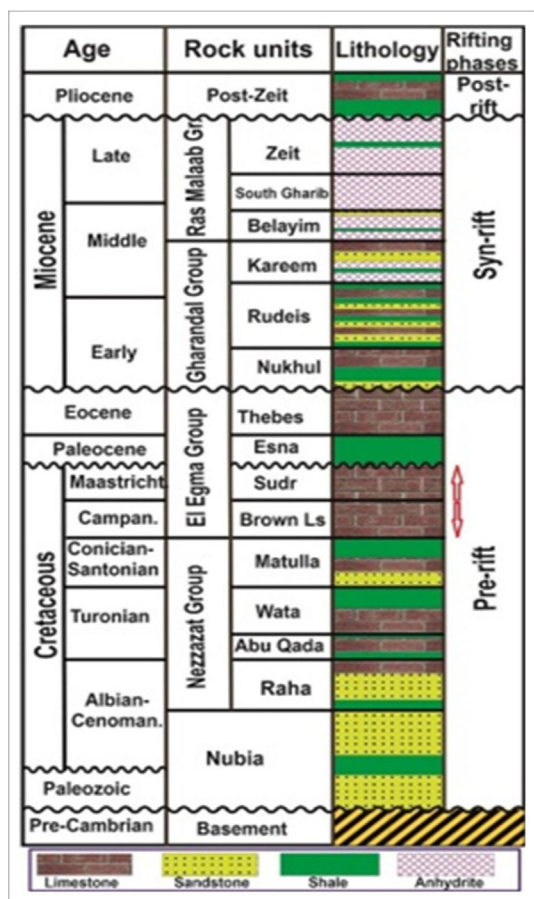 Age Rock units Lithology Rifting phases
Pliocene Post-Zeit Post-rift
Miocene
Late
Middle
Early
Ras Malaab Gr.
Zeit
South Gharib
Belayim
Gharandal Group
Kareem
Rudeis
Nukhul
Syn-rift
Eocene
Paleocene
El Egma Group
Thebes
Esna
Cretaceous
Maastricht
Campan.
Sudr
Brown Ls
Conician-
Santonian
Turonian
Albian-
Cenoman.
Nezzazat Group
Matulla
Wata
Abu Qada
Raha
Pre-rift
Nubia
Paleozoic
Pre-Cambrian Basement
Limestone Sandstone Shale Anhydrite